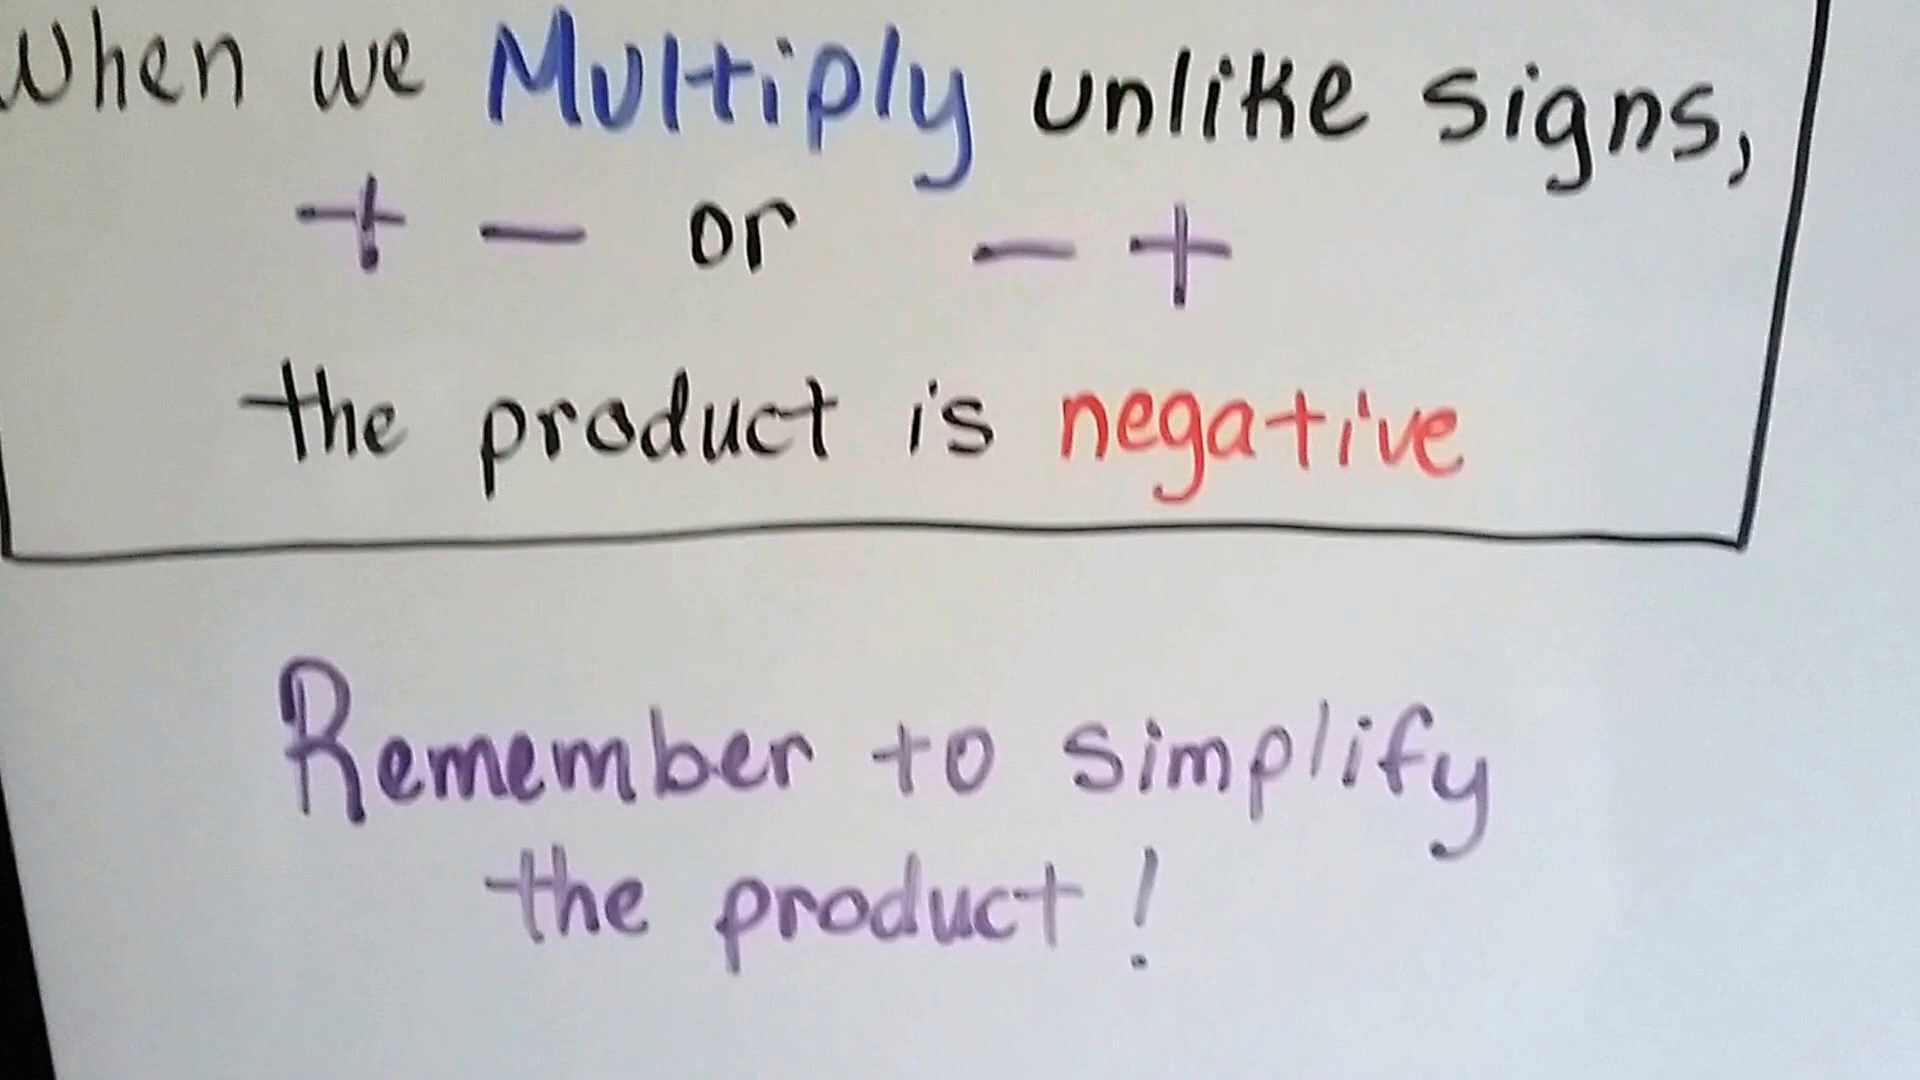 When we Multiply unlike signs,
+ - or - +
the product is negative
Remember to simplify
the product!